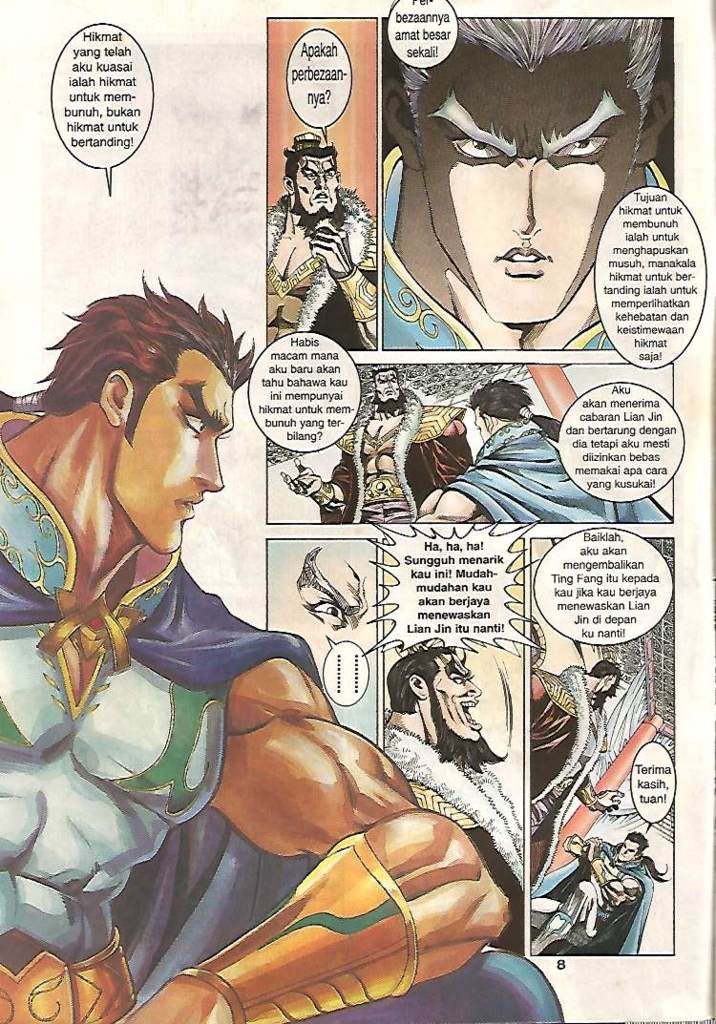 Hikmat
yang telah
aku kuasai
ialah hikmat
untuk mem-
bunuh, bukan
hikmat untuk
bertanding!
Apakah
perbezaan-
nya?
Per-
bezaannya
amat besar
sekali!
Tujuan
hikmat untuk
membunuh
ialah untuk
menghapuskan
musuh, manakala
hikmat untuk ber-
tanding ialah untuk
memperlihatkan
kehebatan dan
keistimewaan
hikmat
saja!
Habis
macam mana
aku baru akan
tahu bahawa kau
ini mempunyai
hikmat untuk mem-
bunuh yang ter-
bilang?
Aku
akan menerima
cabaran Lian Jin
dan bertarung dengan
dia tetapi aku mesti
diizinkan bebas
memakai apa cara
yang kusukai!
Ha, ha, ha!
Sungguh menarik
kau ini! Mudah-
mudahan kau
akan berjaya
menewaskan
Lian Jin itu nanti!
Baiklah,
aku akan
mengembalikan
Ting Fang itu kepada
kau jika kau berjaya
menewaskan Lian
Jin di depan
ku nanti!
Terima
kasih,
tuan!
8